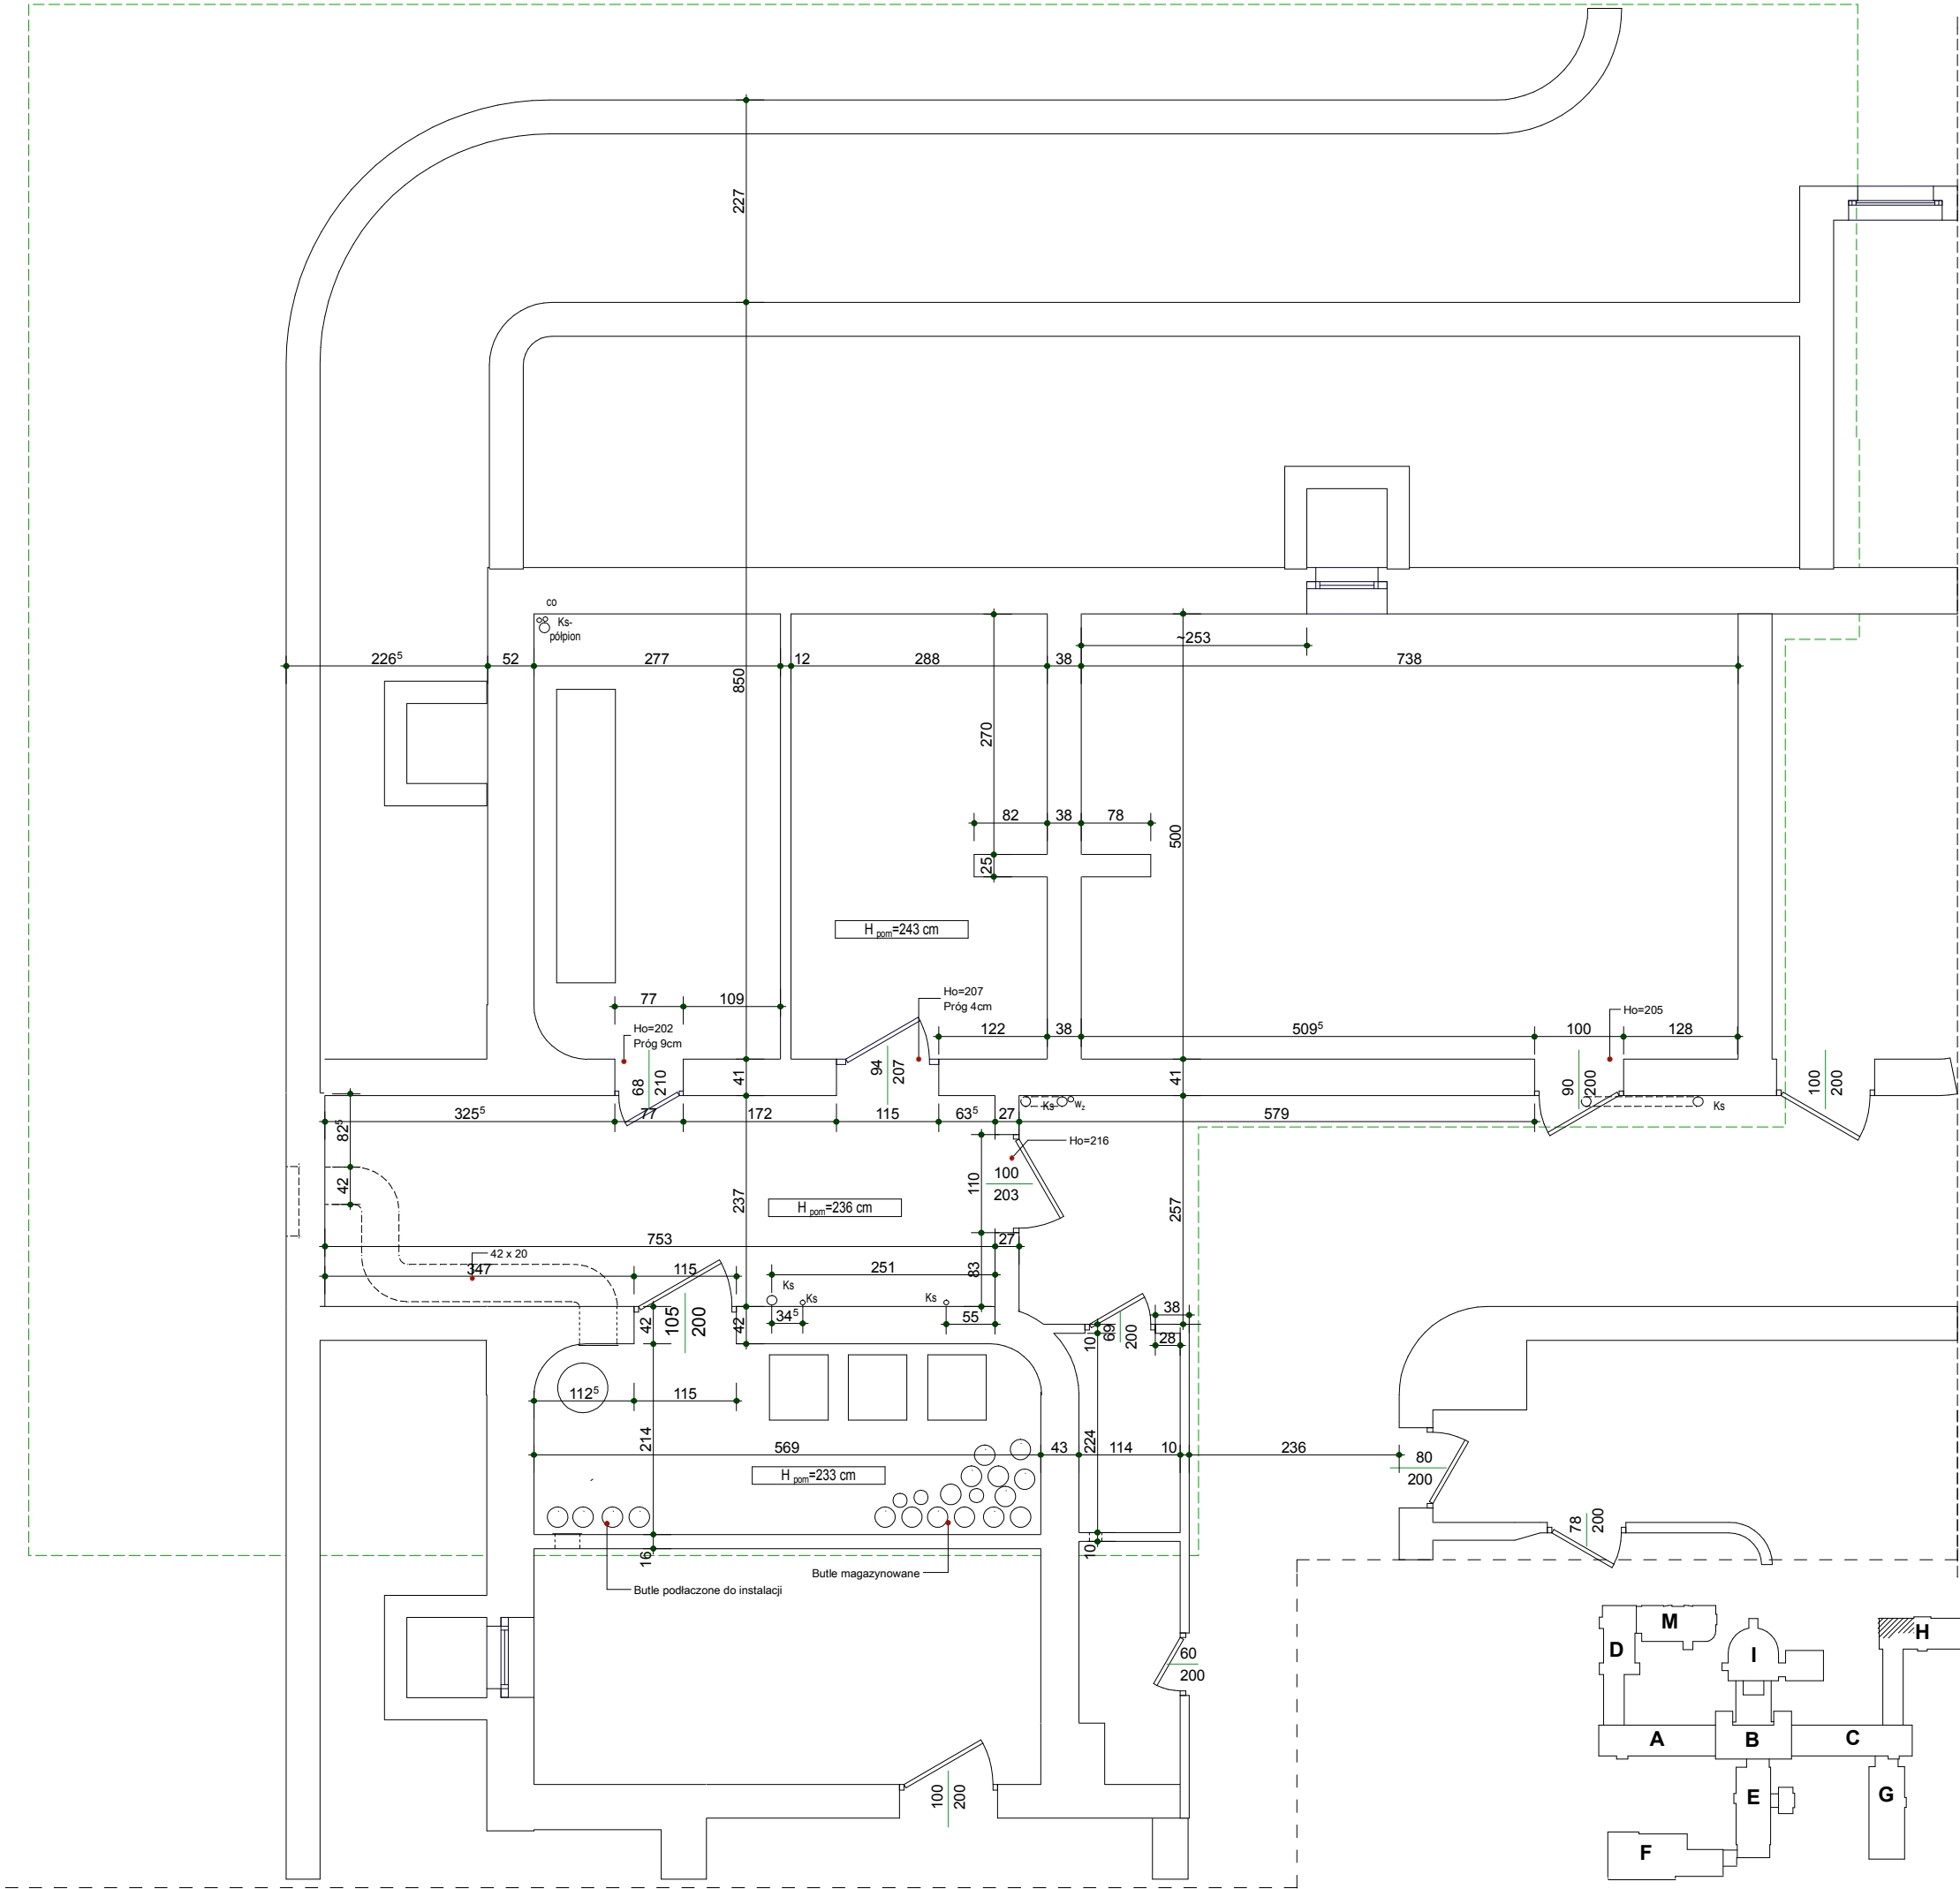 227
co
Ks-
półpion
~253
226⁵ 52 277 12 288 38 738
850
270
82 38 78
500
25
H pom=243 cm
Ho=207
Próg 4cm
77 109
Ho=202
Próg 9cm
122 38 509⁵ 100 128
Ho=205
68
210
41
94
207
41
90
200
100
200
Ks
Wz
Ks
325⁵ 77 172 115 63⁵ 27 579
82⁵
Ho=216
42
110
100
203
237
257
H pom=236 cm
753 27
42 x 20
347 115 251
83
Ks
Ks
Ks
42
105
200
42
34⁵
55
38
10
69
200
28
112⁵ 115
214
569 43
224
114 10 236
80
200
H pom=233 cm
78
200
16
10
Butle magazynowane
Butle podłaczone do instalacji
60
200
100
200
M
D
I
H
A
B
C
E
G
F